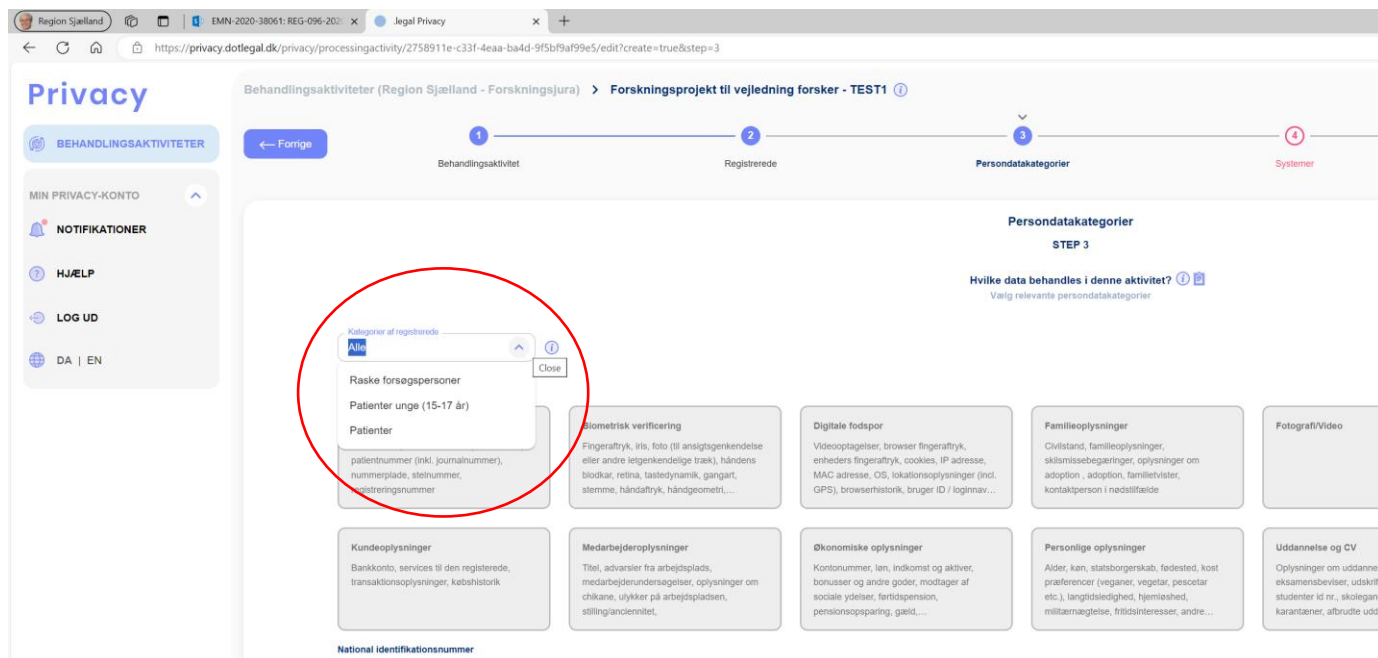 Region Sjælland
EMN-2020-38061: REG-096-202
.legal Privacy
https://privacy.dotlegal.dk/privacy/processingactivity/2758911e-c33f-4eaa-ba4d-9f5bf9af99e5/edit?create=true&step=3
Privacy
BEHANDLINGSAKTIVITETER
MIN PRIVACY-KONTO
NOTIFIKATIONER
HJÆLP
LOG UD
DA | EN
Behandlingsaktiviteter (Region Sjælland - Forskningsjura) > Forskningsprojekt til vejledning forsker - TEST1
← Forrige
1
Behandlingsaktivitet
2
Registrerede
3
Persondatakategorier
4
Systemer
Persondatakategorier
STEP 3
Hvilke data behandles i denne aktivitet?
Vælg relevante persondatakategorier
Kategorier af registrerede
Alle
Close
Raske forsøgspersoner
Patienter unge (15-17 år)
Patienter
patientnummer (inkl. journalnummer),
nummerplade, stelnummer,
registreringsnummer
Biometrisk verificering
Fingeraftryk, iris, foto (til ansigtsgenkendelse
eller andre letgenkendelige træk), håndens
blodkar, retina, tastedynamik, gangart,
stemme, håndaftryk, håndgeometri,...
Digitale fodspor
Videooptagelser, browser fingeraftryk,
enheders fingeraftryk, cookies, IP adresse,
MAC adresse, OS, lokationsoplysninger (incl.
GPS), browserhistorik, bruger ID / loginnav...
Familieoplysninger
Civilstand, familieoplysninger,
skilsmissebegæringer, oplysninger om
adoption , adoption, familietvister,
kontaktperson i nødstilfælde
Fotografi/Video
Kundeoplysninger
Bankkonto, services til den registerede,
transaktionsoplysninger, købshistorik
Medarbejderoplysninger
Titel, advarsler fra arbejdsplads,
medarbejderundersøgelser, oplysninger om
chikane, ulykker på arbejdspladsen,
stilling/anciennitet,
Økonomiske oplysninger
Kontonummer, løn, indkomst og aktiver,
bonusser og andre goder, modtager af
sociale ydelser, førtidspension,
pensionsopsparing, gæld,...
Personlige oplysninger
Alder, køn, statsborgerskab, fødested, kost
præferencer (veganer, vegetar, pescetar
etc.), langtidsledighed, hjemløshed,
militærnægtelse, fritidsinteresser, andre...
Uddannelse og CV
Oplysninger om uddanne
eksamensbeviser, udskrif
studenter id nr., skolegan
karantæner, afbrudte udd
National identifikationsnummer